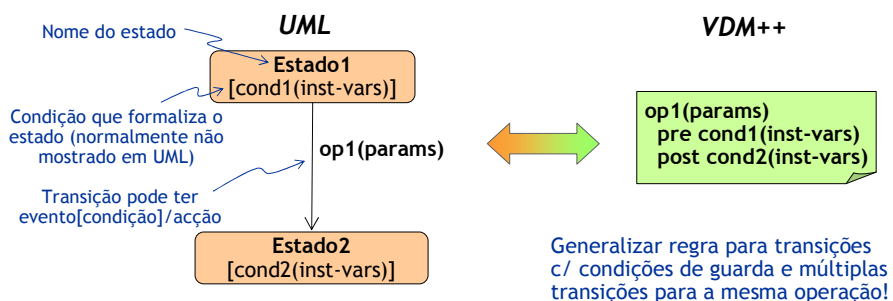 UML
VDM++
Nome do estado
Estado1
[cond1(inst-vars)]
Condição que formaliza o
estado (normalmente não
mostrado em UML)
op1(params)
Transição pode ter
evento[condição]/acção
Estado2
[cond2(inst-vars)]
op1(params)
pre cond1(inst-vars)
post cond2(inst-vars)
Generalizar regra para transições
c/ condições de guarda e múltiplas
transições para a mesma operação!